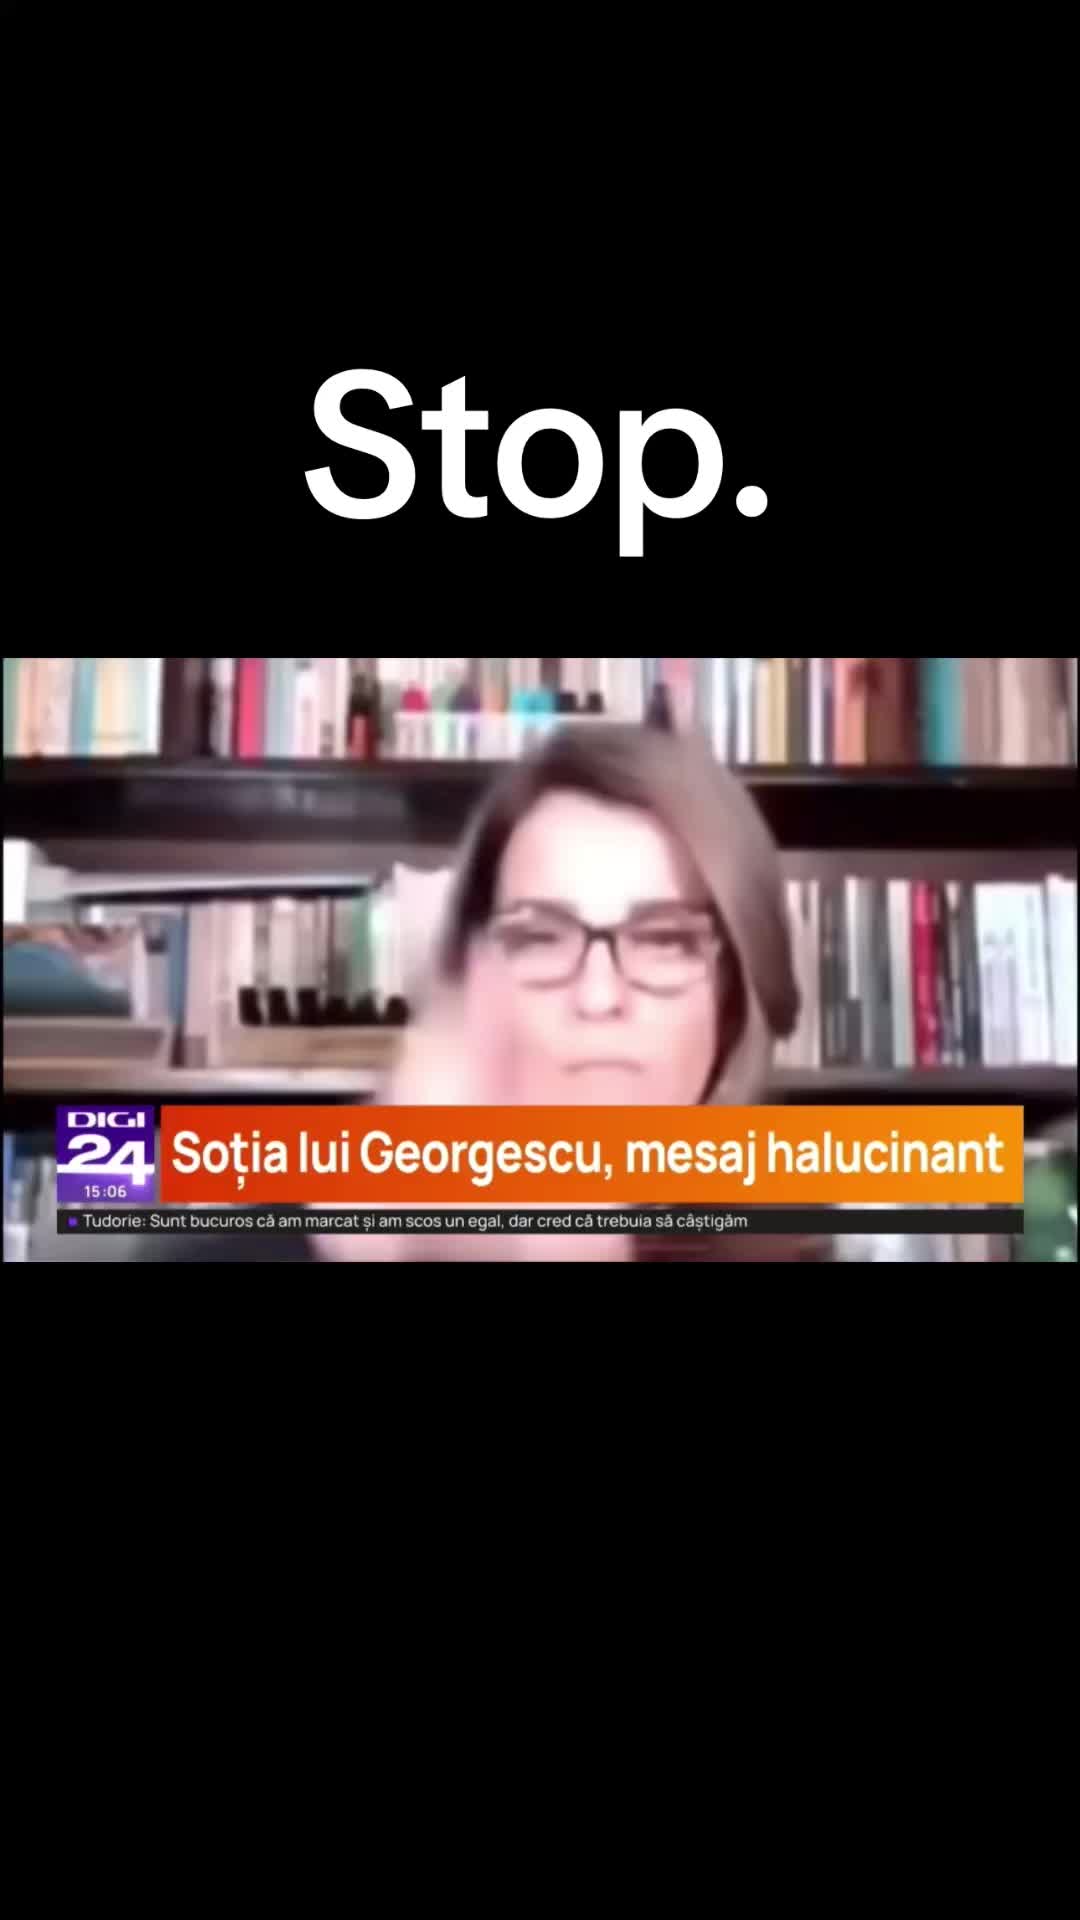 Stop.
DIGI
24
15:06
Soția lui Georgescu, mesaj halucinant
Tudorie: Sunt bucuros că am marcat și am scos un egal, dar cred că trebuia să câștigăm